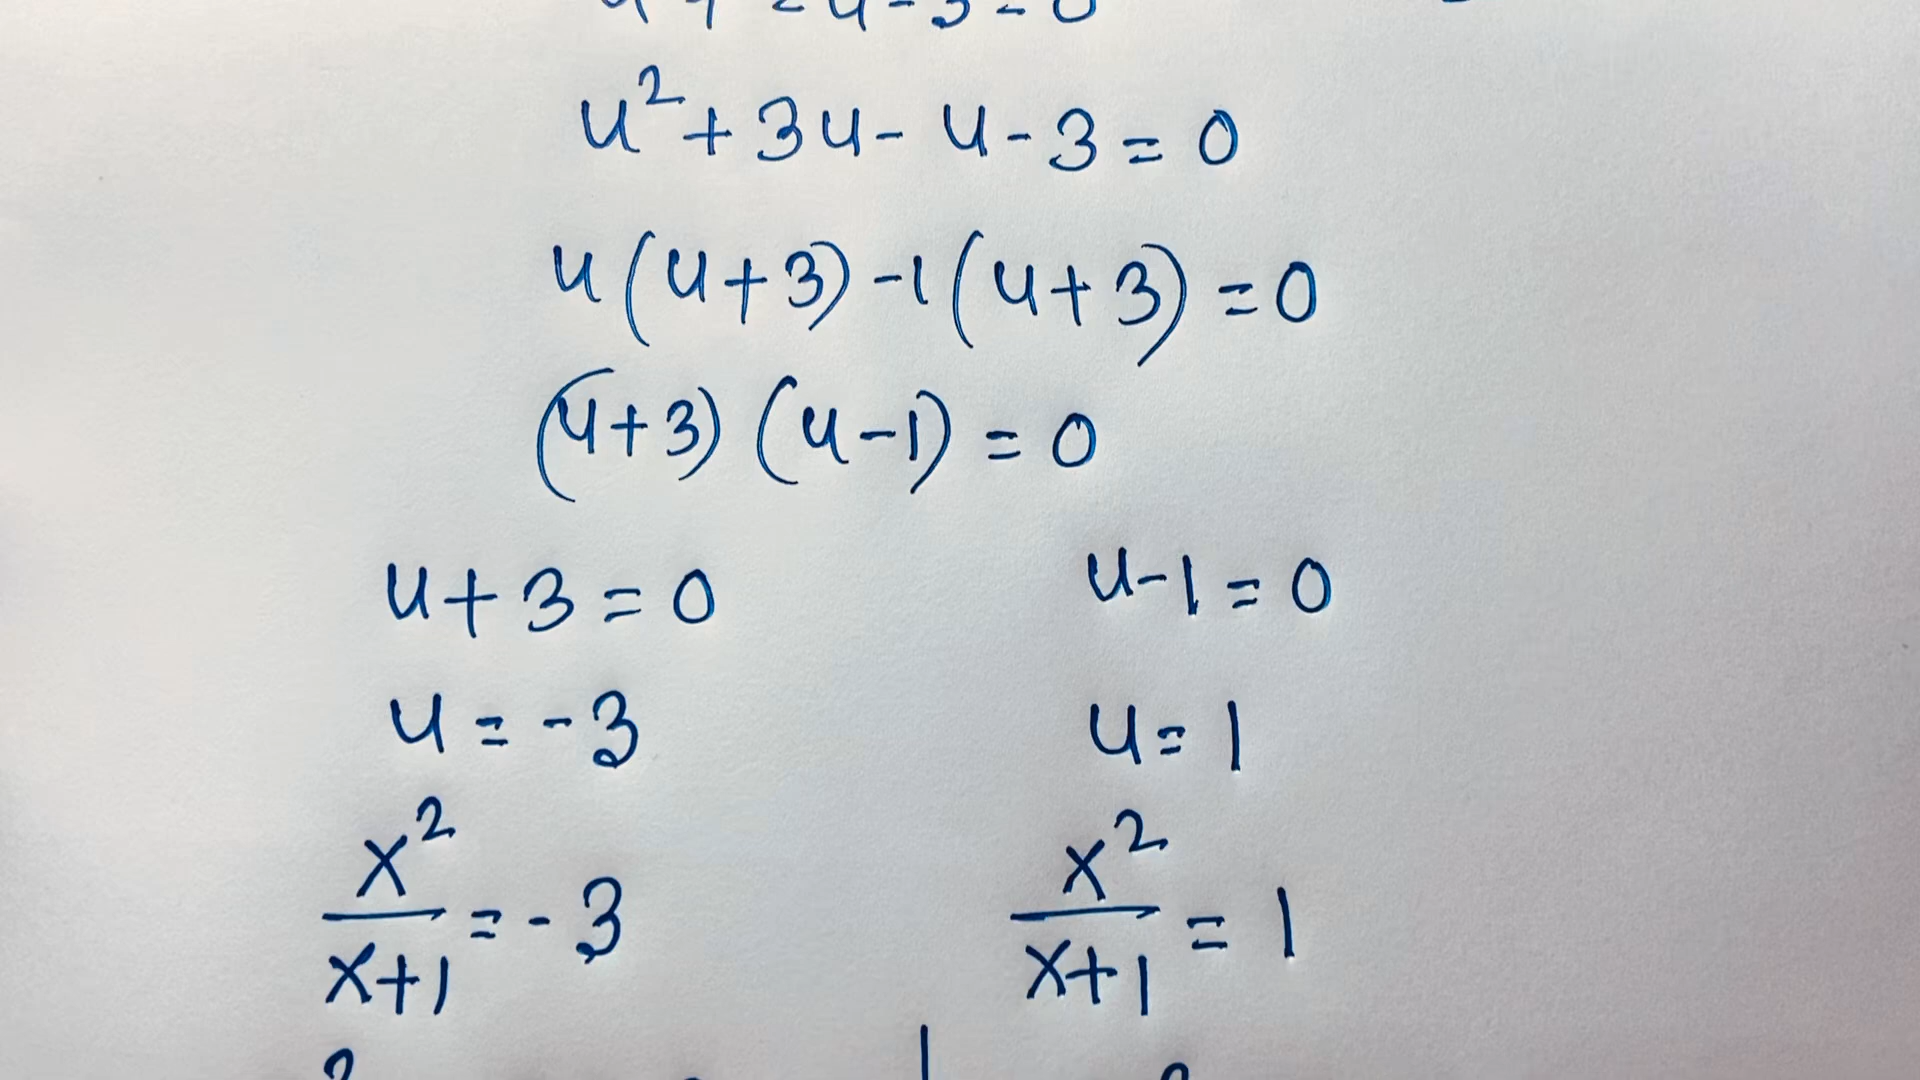 u² + 3u - u - 3 = 0
u(u+3) -1(u+3) = 0
(u+3)(u-1) = 0
u+3=0 u-1=0
u=-3 u=1
x²/x+1 = -3 x²/x+1 = 1